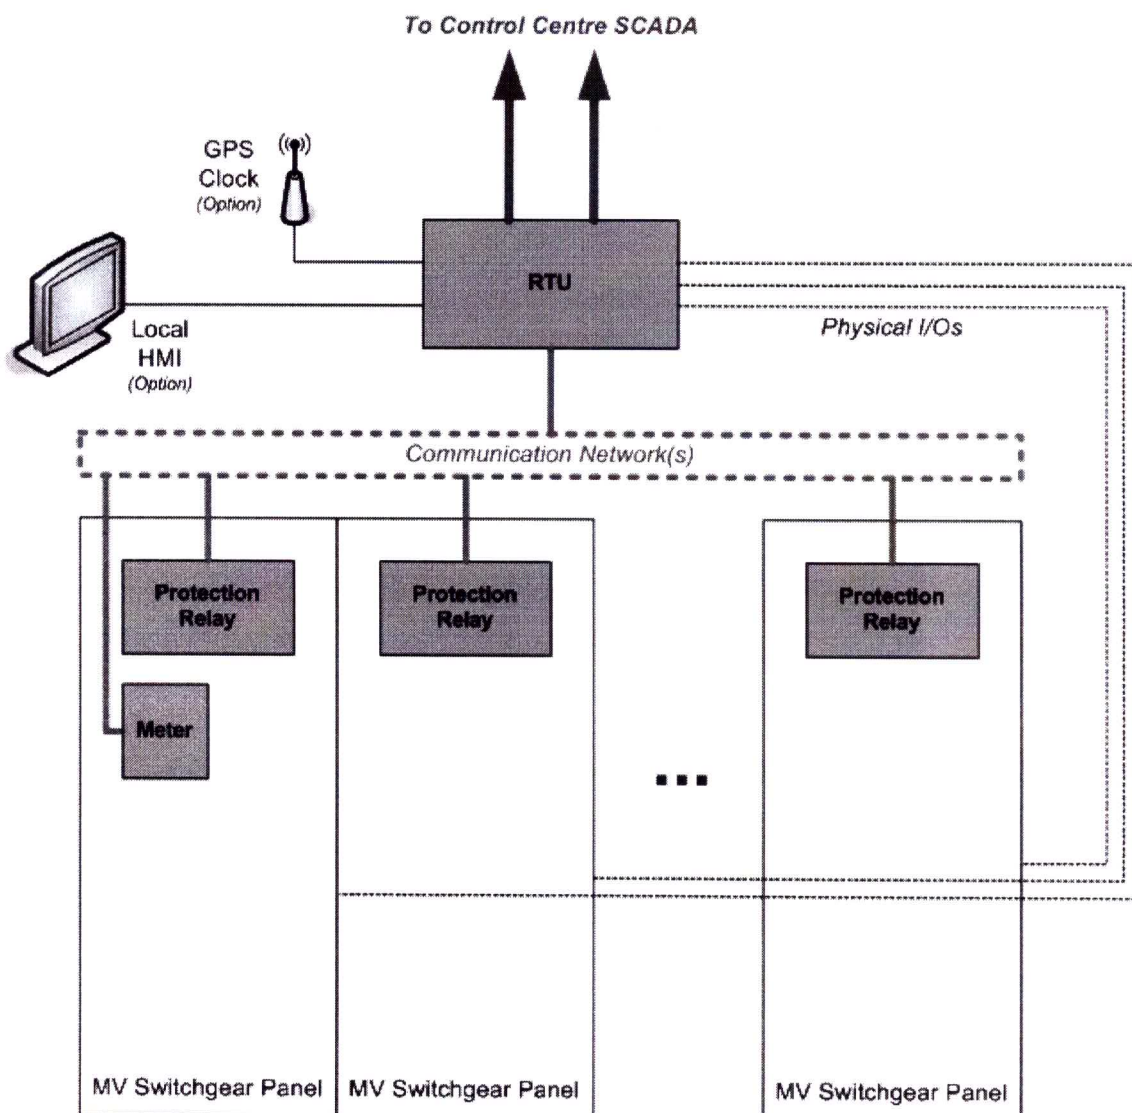 To Control Centre SCADA
GPS
Clock
(Option)
RTU
Local
HMI
(Option)
Physical I/Os
Communication Network(s)
Protection
Relay
Protection
Relay
Protection
Relay
Meter
...
MV Switchgear Panel
MV Switchgear Panel
MV Switchgear Panel